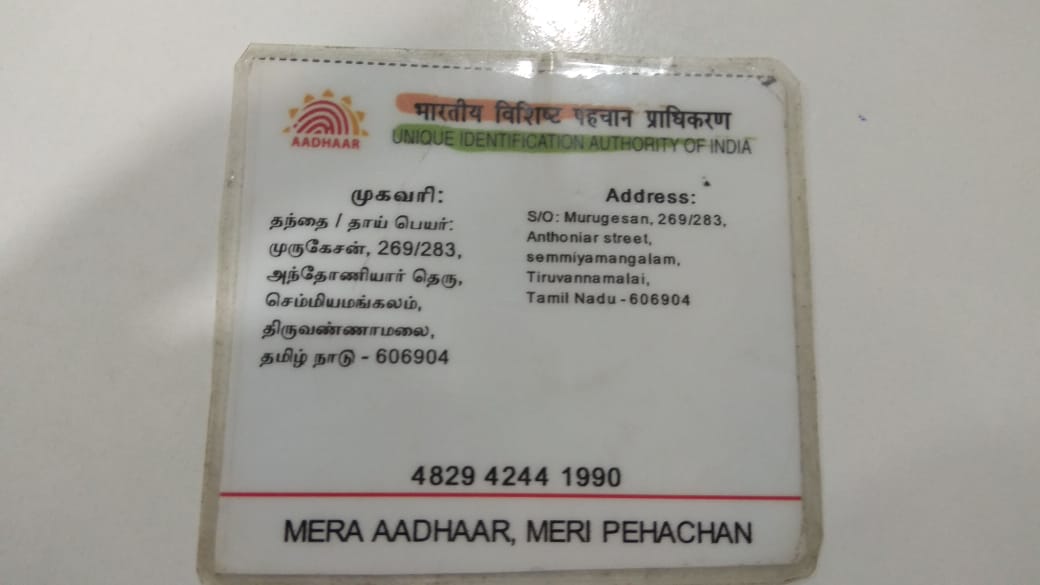 भारतीय विशिष्ट पहचान प्राधिकरण
AADHAAR
UNIQUE IDENTIFICATION AUTHORITY OF INDIA
முகவரி:
தந்தை / தாய் பெயர்:
முருகேசன், 269/283,
அந்தோணியார் தெரு,
செம்மியமங்கலம்,
திருவண்ணாமலை,
தமிழ் நாடு - 606904
Address:
S/O: Murugesan, 269/283,
Anthoniar street,
semmiyamangalam,
Tiruvannamalai,
Tamil Nadu - 606904
4829 4244 1990
MERA AADHAAR, MERI PEHACHAN